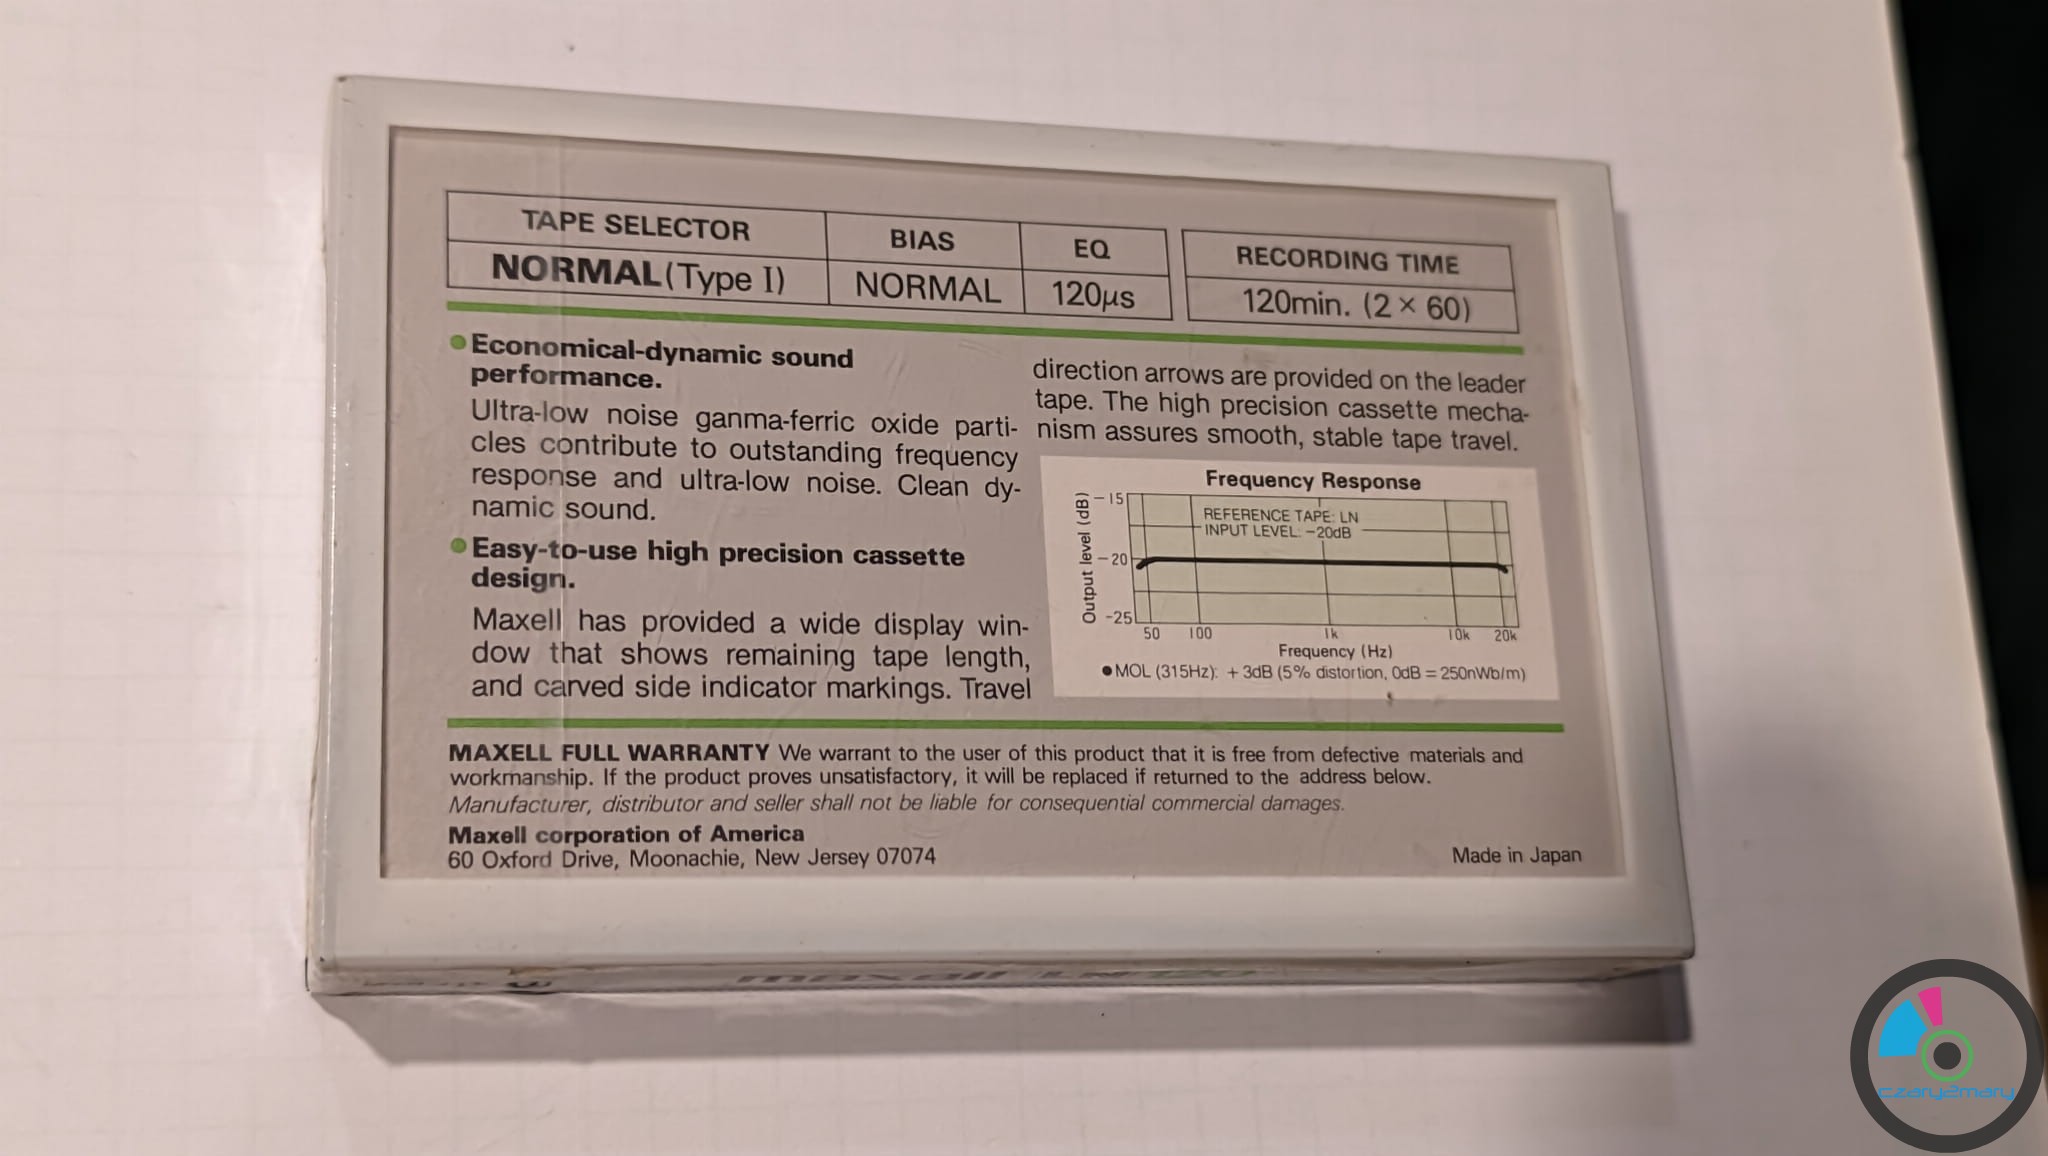 TAPE SELECTOR BIAS EQ RECORDING TIME
NORMAL (Type I) NORMAL 120μs 120min. (2 × 60)
●Economical-dynamic sound
performance.
Ultra-low noise ganma-ferric oxide parti-
cles contribute to outstanding frequency
response and ultra-low noise. Clean dy-
namic sound.
●Easy-to-use high precision cassette
design.
Maxell has provided a wide display win-
dow that shows remaining tape length,
and carved side indicator markings. Travel
direction arrows are provided on the leader
tape. The high precision cassette mecha-
nism assures smooth, stable tape travel.
Frequency Response
REFERENCE TAPE: LN
INPUT LEVEL: −20dB
Output level (dB)
−15
−20
-25
50 100 1k 10k 20k
Frequency (Hz)
●MOL (315Hz): +3dB (5% distortion, 0dB = 250nWb/m)
MAXELL FULL WARRANTY We warrant to the user of this product that it is free from defective materials and
workmanship. If the product proves unsatisfactory, it will be replaced if returned to the address below.
Manufacturer, distributor and seller shall not be liable for consequential commercial damages.
Maxell corporation of America
60 Oxford Drive, Moonachie, New Jersey 07074
Made in Japan
maxell LN 120
czary2mary